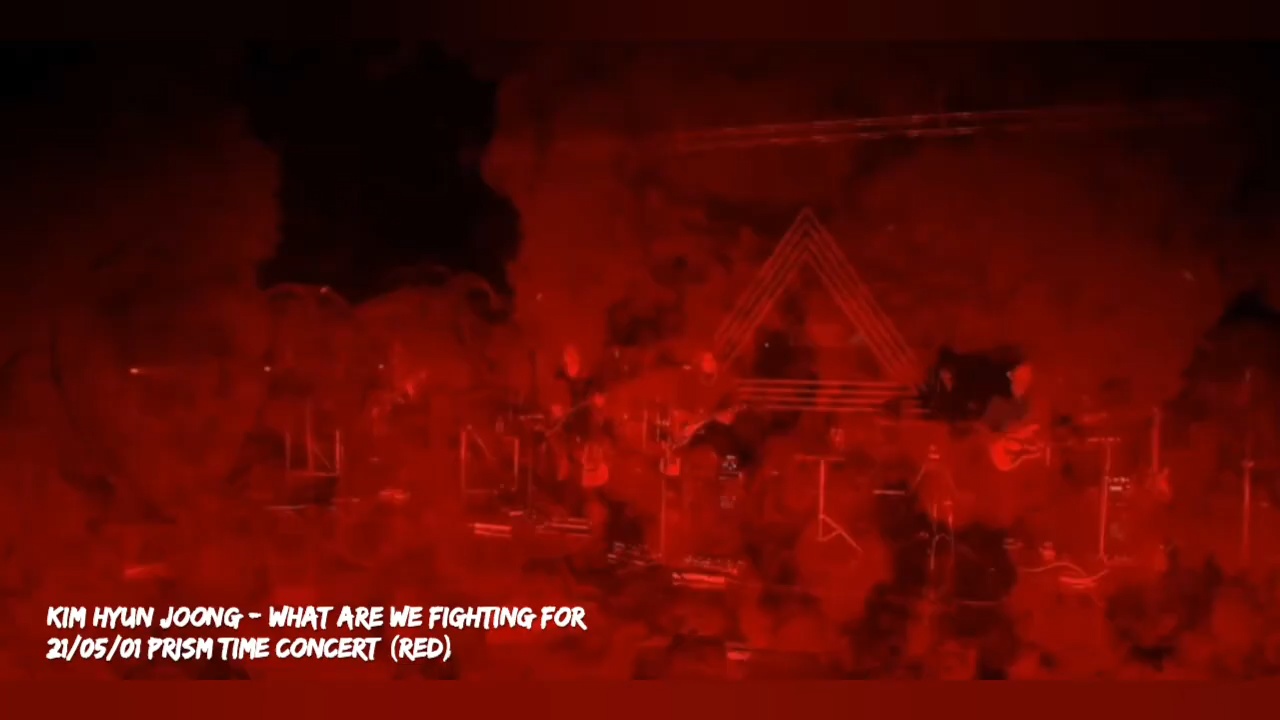 KIM HYUN JOONG - WHAT ARE WE FIGHTING FOR
21/05/01 PRISM TIME CONCERT (RED)